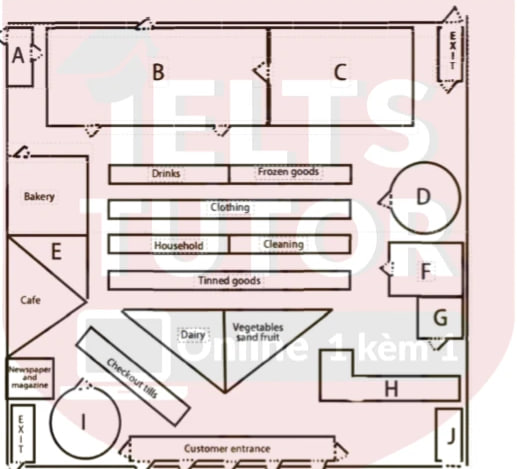 EXIT
A
B
C
IELTS
Drinks
Frozen goods
Clothing
D
Bakery
TUTOR
E
Household
Cleaning
Tinned goods
F
Cafe
G
Dairy
Vegetables
sand fruit
Online 1 kèm 1
Checkout tills
Newspaper
and
magazine
H
EXIT
I
J
Customer entrance